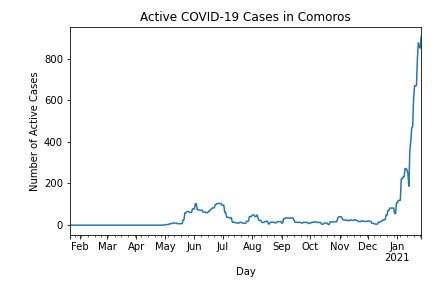 Active COVID-19 Cases in Comoros
Number of Active Cases
800
600
400
200
0
Feb Mar Apr May Jun Jul Aug Sep Oct Nov Dec Jan
2021
Day